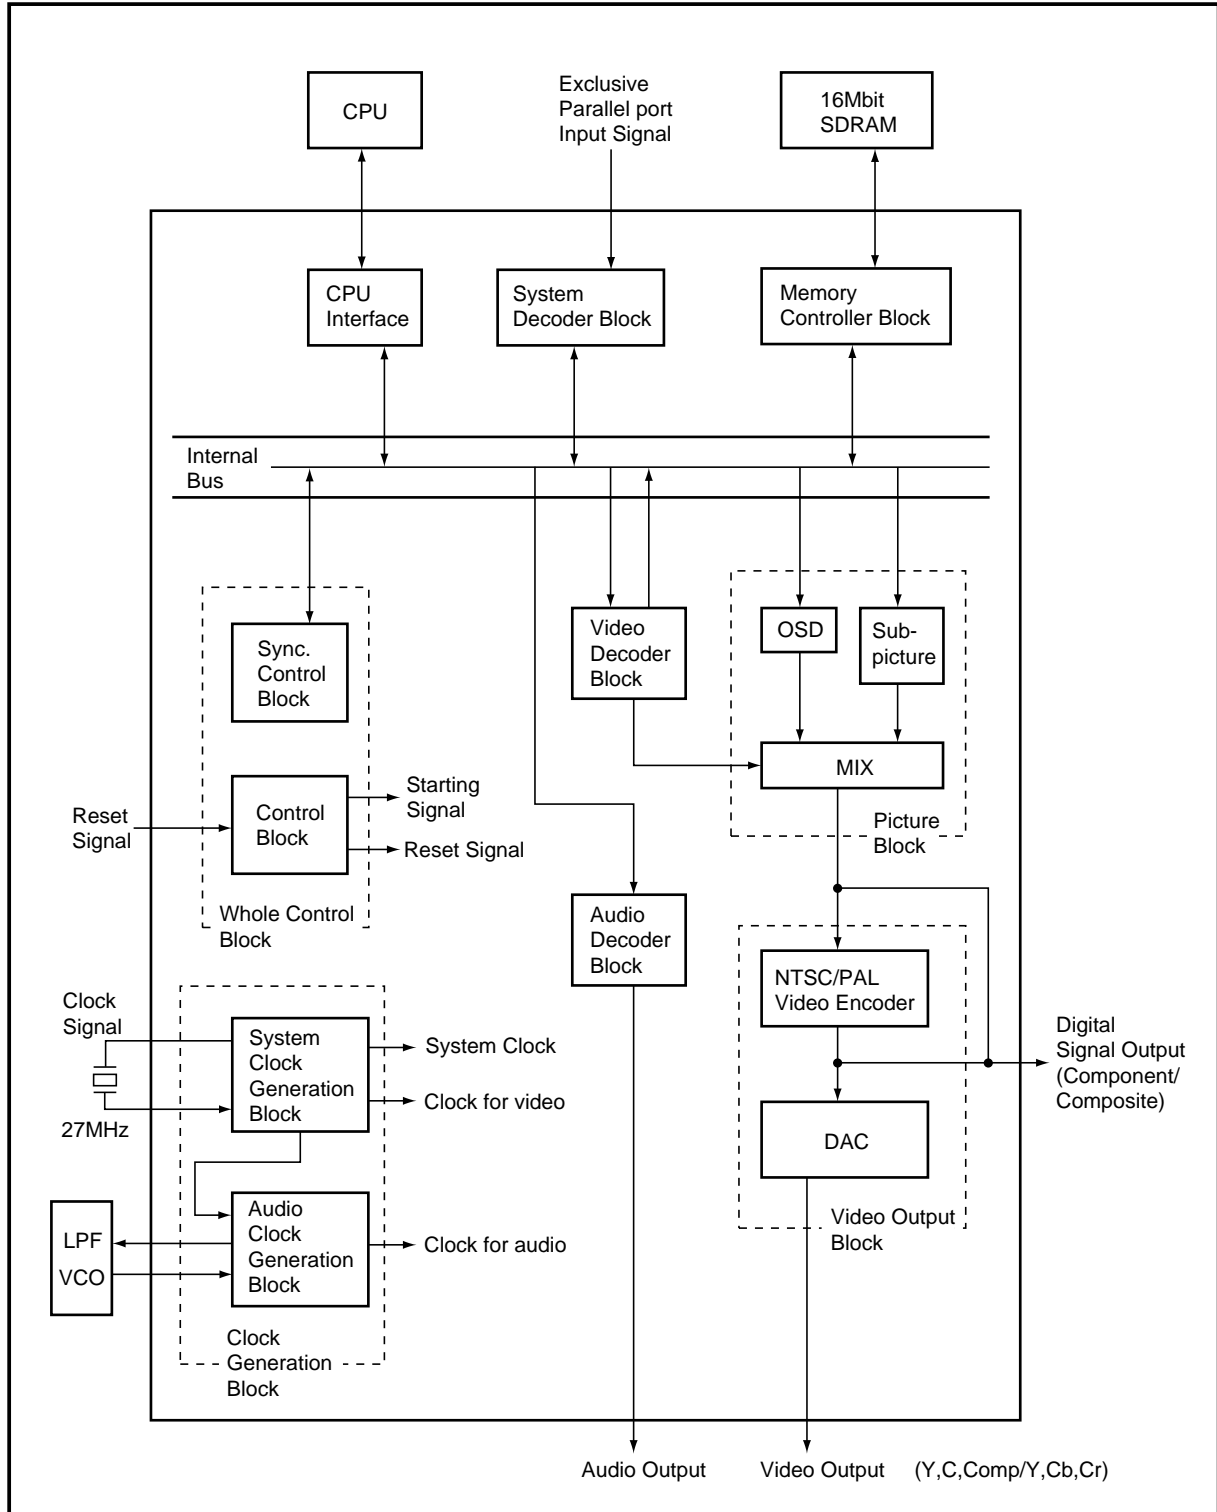 CPU
Exclusive
Parallel port
Input Signal
16Mbit
SDRAM
CPU
Interface
System
Decoder Block
Memory
Controller Block
Internal
Bus
Sync.
Control
Block
Video
Decoder
Block
OSD
Sub-
picture
MIX
Picture
Block
Reset
Signal
Control
Block
Starting
Signal
Reset Signal
Whole Control
Block
Audio
Decoder
Block
NTSC/PAL
Video Encoder
Digital
Signal Output
(Component/
Composite)
DAC
Video Output
Block
Clock
Signal
27MHz
System
Clock
Generation
Block
System Clock
Clock for video
LPF
VCO
Audio
Clock
Generation
Block
Clock for audio
Clock
Generation
Block
Audio Output
Video Output (Y,C,Comp/Y,Cb,Cr)